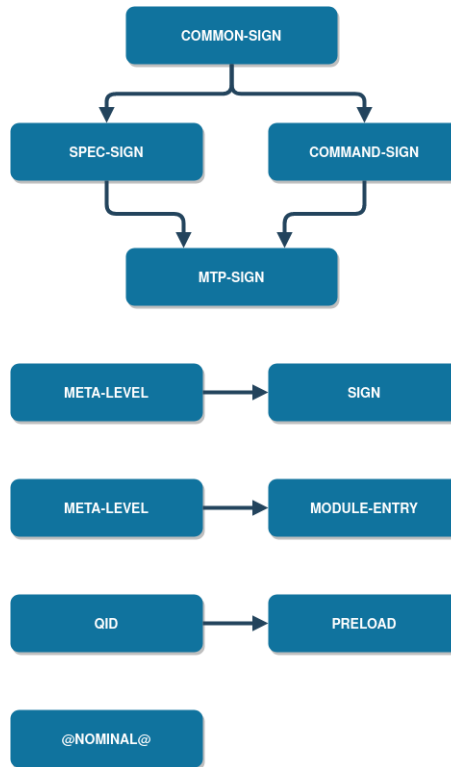 COMMON-SIGN
SPEC-SIGN
COMMAND-SIGN
MTP-SIGN
META-LEVEL
SIGN
META-LEVEL
MODULE-ENTRY
QID
PRELOAD
@NOMINAL@